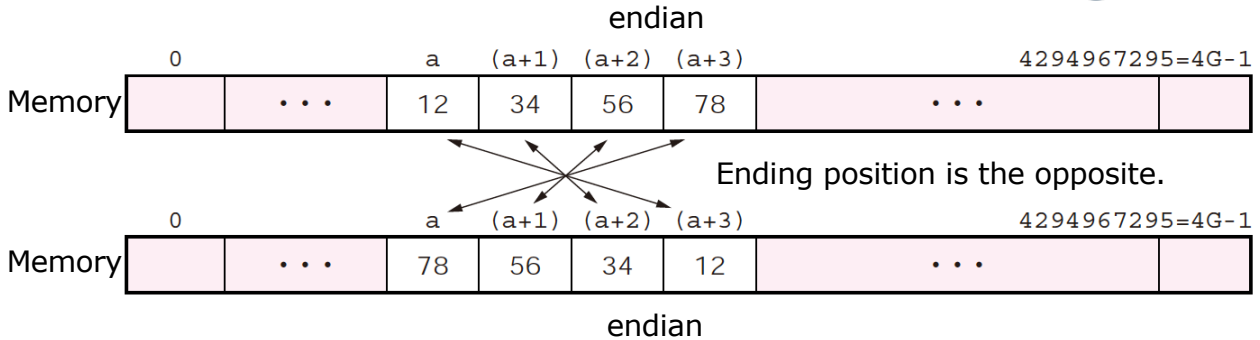 endian
0 a (a+1) (a+2) (a+3) 4294967295=4G-1
Memory ··· 12 34 56 78 ···
Ending position is the opposite.
0 a (a+1) (a+2) (a+3) 4294967295=4G-1
Memory ··· 78 56 34 12 ···
endian